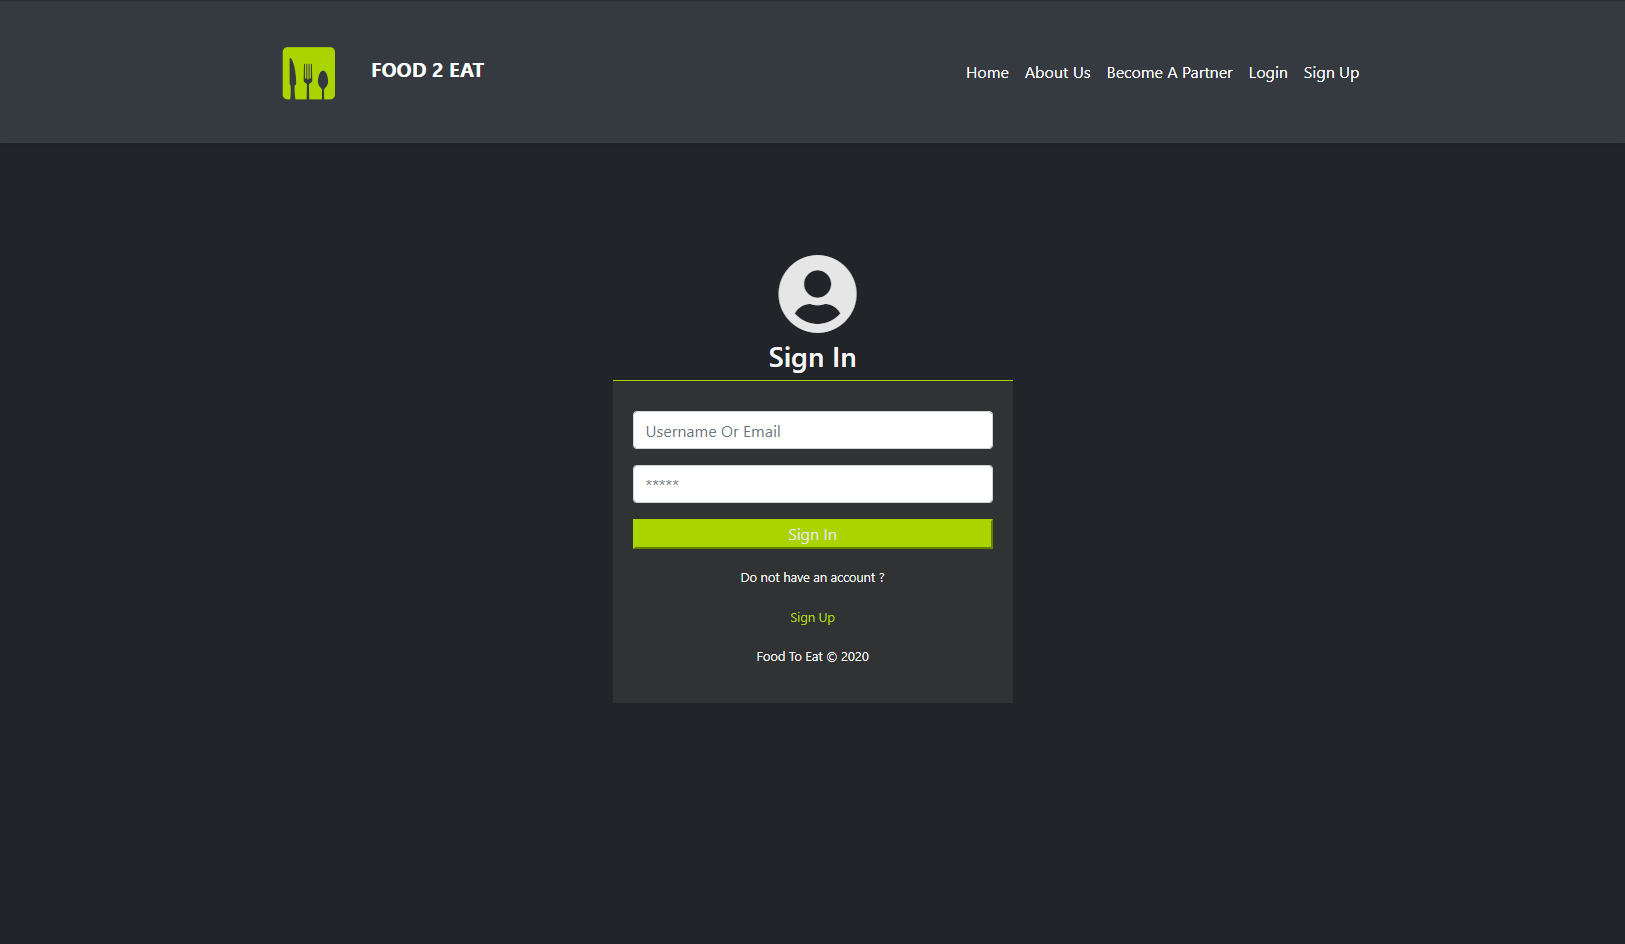 FOOD 2 EAT
Home About Us Become A Partner Login Sign Up
Sign In
Username Or Email
*****
Sign In
Do not have an account ?
Sign Up
Food To Eat © 2020